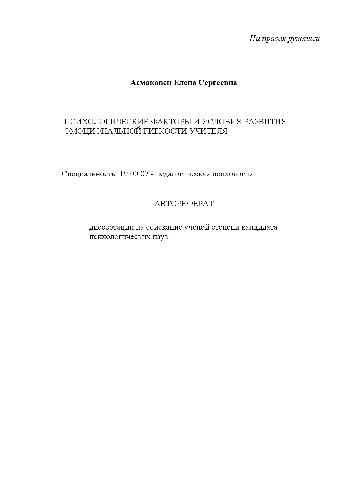 На правах рукописи
Асмаковец Елена Сергеевна
ПСИХОЛОГИЧЕСКИЕ ФАКТОРЫ И УСЛОВИЯ РАЗВИТИЯ
ЭМОЦИОНАЛЬНОЙ ГИБКОСТИ УЧИТЕЛЯ
Специальность 19.00.07 - педагогическая психология
АВТОРЕФЕРАТ
диссертации на соискание ученой степени кандидата
психологических наук